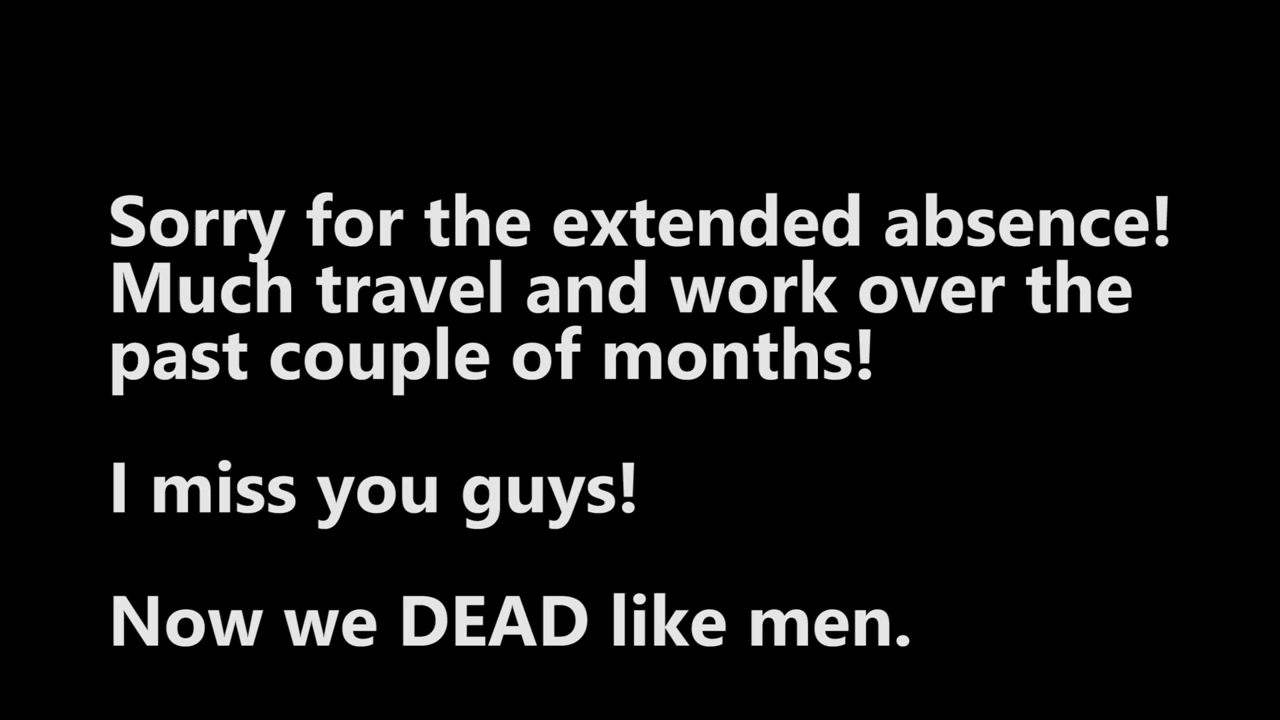 Sorry for the extended absence!
Much travel and work over the
past couple of months!
I miss you guys!
Now we DEAD like men.